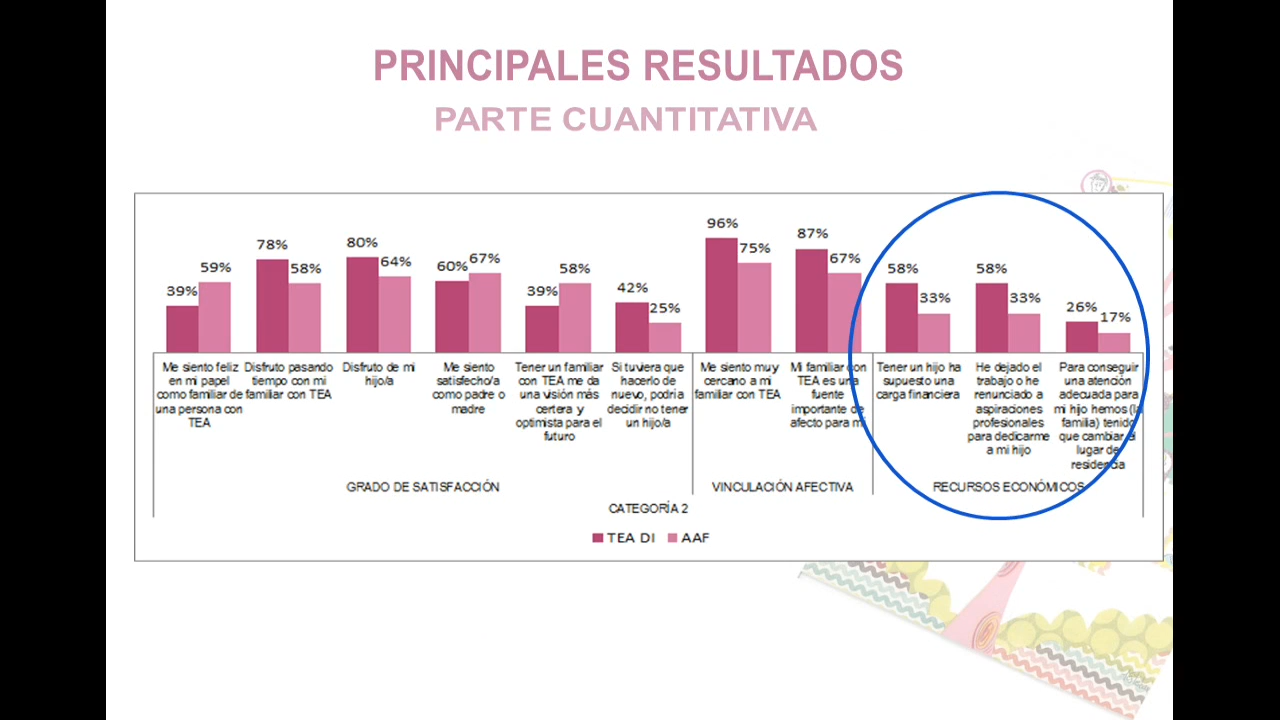 PRINCIPALES RESULTADOS
PARTE CUANTITATIVA
39%
59%
78%
58%
80%
64%
60%
67%
39%
58%
42%
25%
96%
75%
87%
67%
58%
33%
58%
33%
26%
17%
Me siento feliz
en mi papel
como familiar de
una persona con
TEA
Disfruto pasando
tiempo con mi
familiar con TEA
Disfruto de mi
hijo/a
Me siento
satisfecho/a
como padre o
madre
Tener un familiar
con TEA me da
una visión más
certera y
optimista para el
futuro
Si tuviera que
hacerlo de
nuevo, podría
decidir no tener
un hijo/a
Me siento muy
cercano a mi
familiar con TEA
Mi familiar con
TEA es una
fuente
importante de
afecto para mi
Tener un hijo ha
supuesto una
carga financiera
He dejado el
trabajo o he
renunciado a
aspiraciones
profesionales
para dedicarme
a mi hijo
Para conseguir
una atención
adecuada para
mi hijo hemos (la
familia) tenido
que cambiar el
lugar de
residencia
GRADO DE SATISFACCIÓN
VINCULACIÓN AFECTIVA
RECURSOS ECONÓMICOS
CATEGORÍA 2
TEA DI
AAF